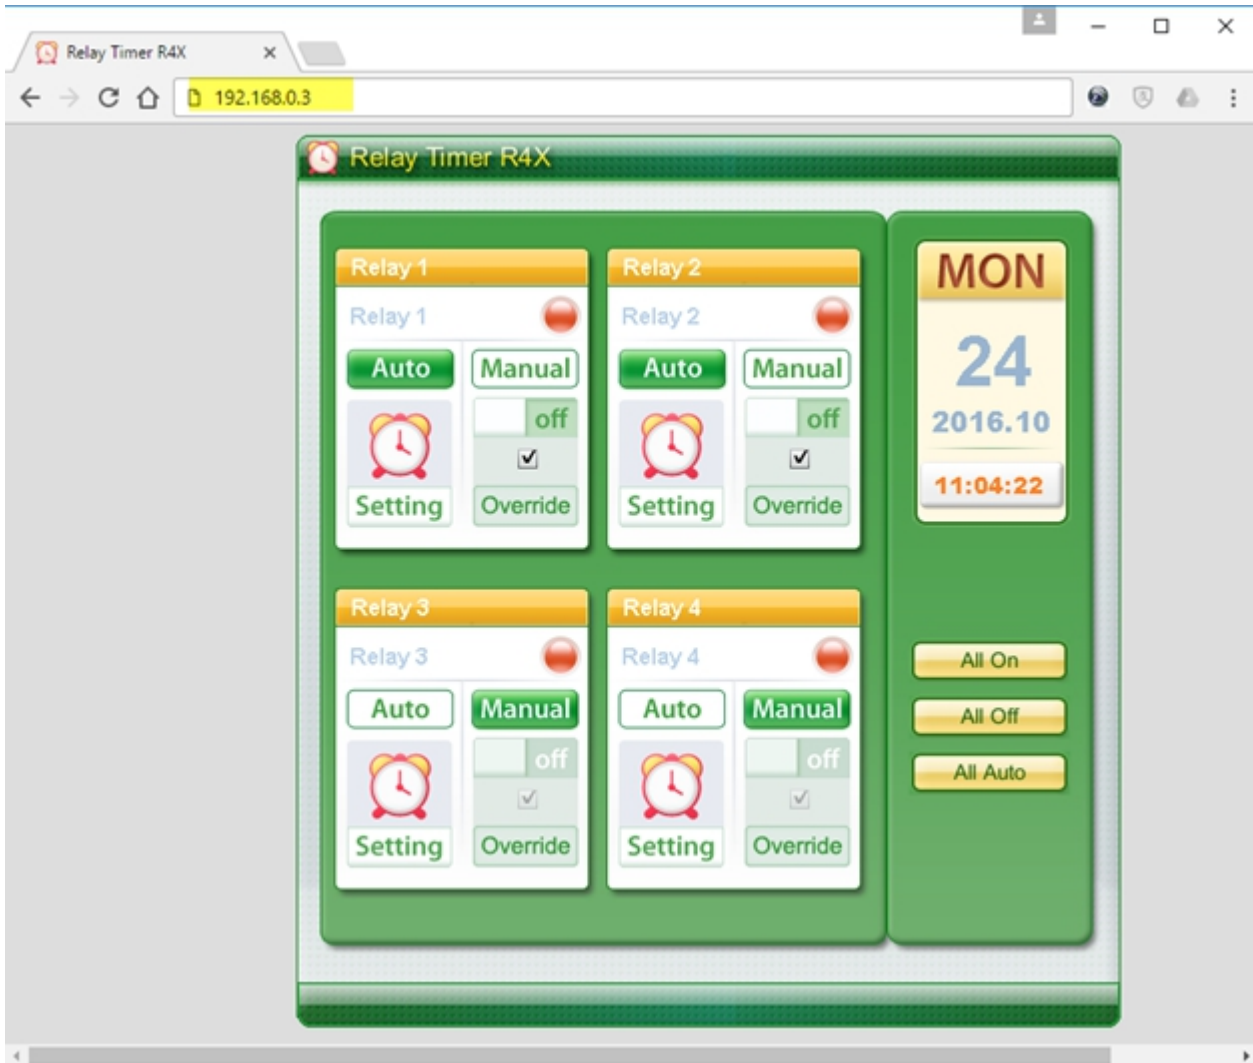 Relay Timer R4X
192.168.0.3
Relay Timer R4X
Relay 1
Relay 1
Auto Manual
off
Setting Override
Relay 2
Relay 2
Auto Manual
off
Setting Override
Relay 3
Relay 3
Auto Manual
off
Setting Override
Relay 4
Relay 4
Auto Manual
off
Setting Override
MON
24
2016.10
11:04:22
All On
All Off
All Auto